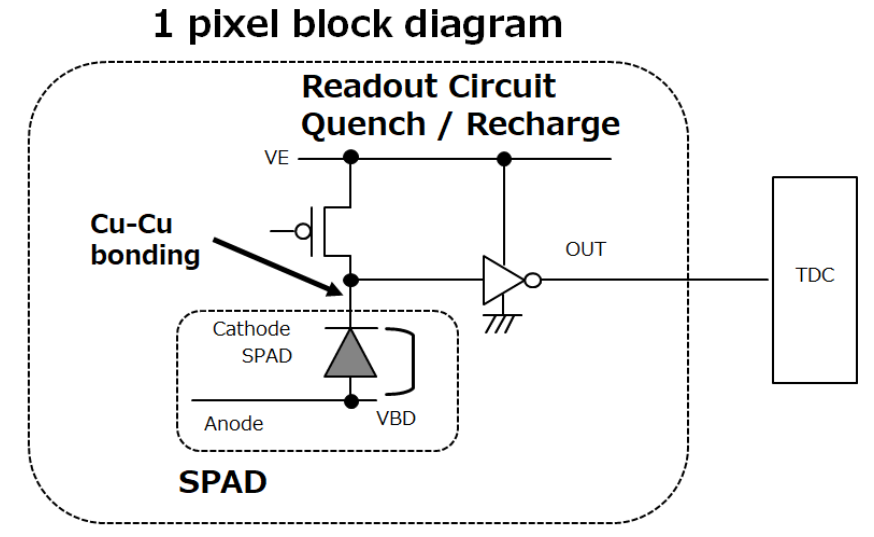 1 pixel block diagram
Readout Circuit
Quench / Recharge
VE
Cu-Cu
bonding
OUT
TDC
Cathode
SPAD
VBD
Anode
SPAD